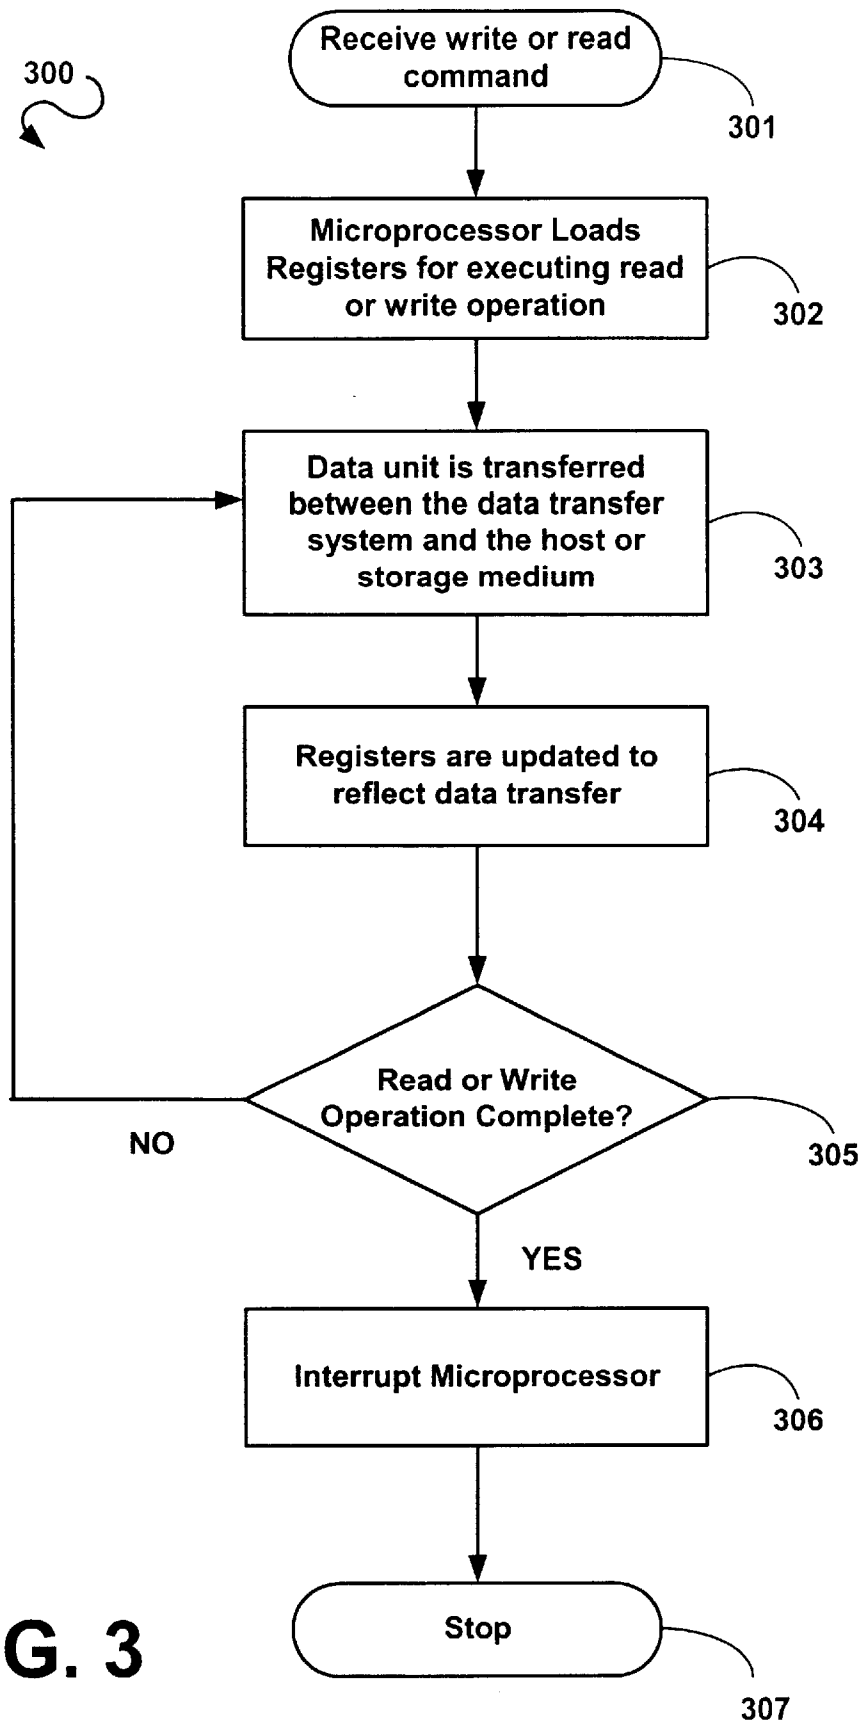 Receive write or read
command
300
301
Microprocessor Loads
Registers for executing read
or write operation
302
Data unit is transferred
between the data transfer
system and the host or
storage medium
303
Registers are updated to
reflect data transfer
304
Read or Write
Operation Complete?
305
NO
YES
Interrupt Microprocessor
306
Stop
307
G. 3